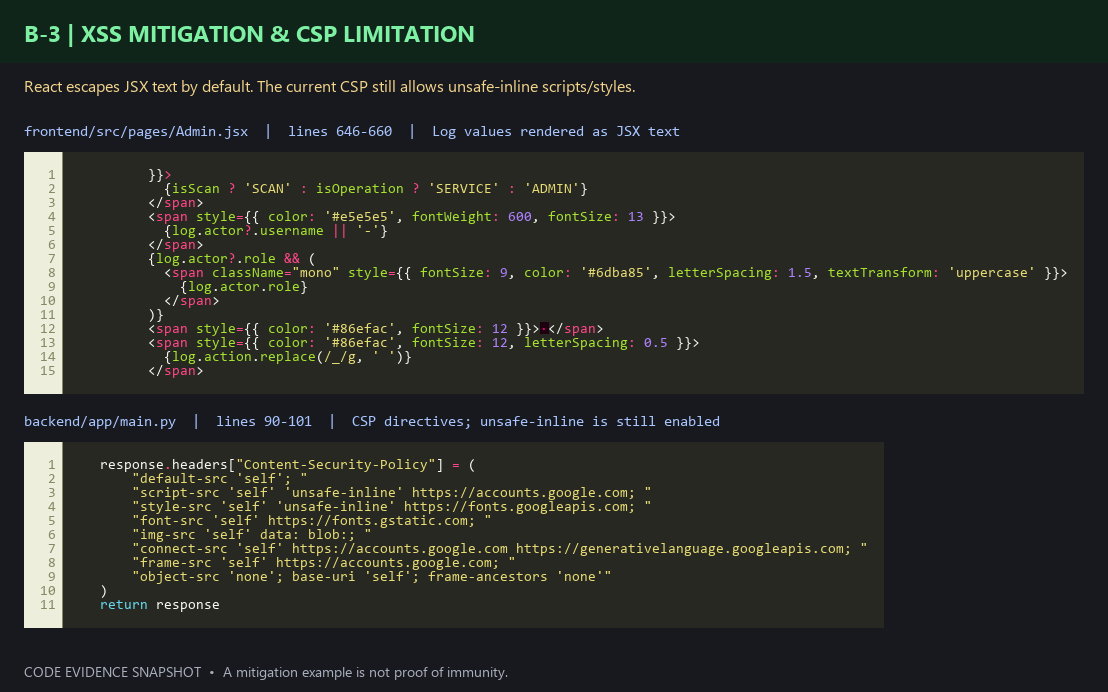 B-3 | XSS MITIGATION & CSP LIMITATION
React escapes JSX text by default. The current CSP still allows unsafe-inline scripts/styles.
frontend/src/pages/Admin.jsx | lines 646-660 | Log values rendered as JSX text
1 }}>
2 {isScan ? 'SCAN' : isOperation ? 'SERVICE' : 'ADMIN'}
3 </span>
4 <span style={{ color: '#e5e5e5', fontWeight: 600, fontSize: 13 }}>
5 {log.actor?.username || '-'}
6 </span>
7 {log.actor?.role && (
8 <span className="mono" style={{ fontSize: 9, color: '#6dba85', letterSpacing: 1.5, textTransform: 'uppercase' }}>
9 {log.actor.role}
10 </span>
11 )}
12 <span style={{ color: '#86efac', fontSize: 12 }}>·</span>
13 <span style={{ color: '#86efac', fontSize: 12, letterSpacing: 0.5 }}>
14 {log.action.replace(/_/g, ' ')}
15 </span>
backend/app/main.py | lines 90-101 | CSP directives; unsafe-inline is still enabled
1 response.headers["Content-Security-Policy"] = (
2 "default-src 'self'; "
3 "script-src 'self' 'unsafe-inline' https://accounts.google.com; "
4 "style-src 'self' 'unsafe-inline' https://fonts.googleapis.com; "
5 "font-src 'self' https://fonts.gstatic.com; "
6 "img-src 'self' data: blob:; "
7 "connect-src 'self' https://accounts.google.com https://generativelanguage.googleapis.com; "
8 "frame-src 'self' https://accounts.google.com; "
9 "object-src 'none'; base-uri 'self'; frame-ancestors 'none'"
10 )
11 return response
CODE EVIDENCE SNAPSHOT • A mitigation example is not proof of immunity.